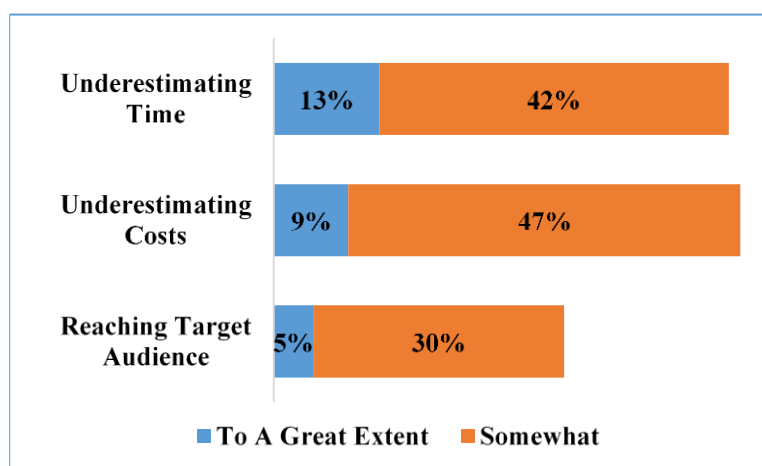 Underestimating
Time
13%
42%
Underestimating
Costs
9%
47%
Reaching Target
Audience
5%
30%
To A Great Extent
Somewhat